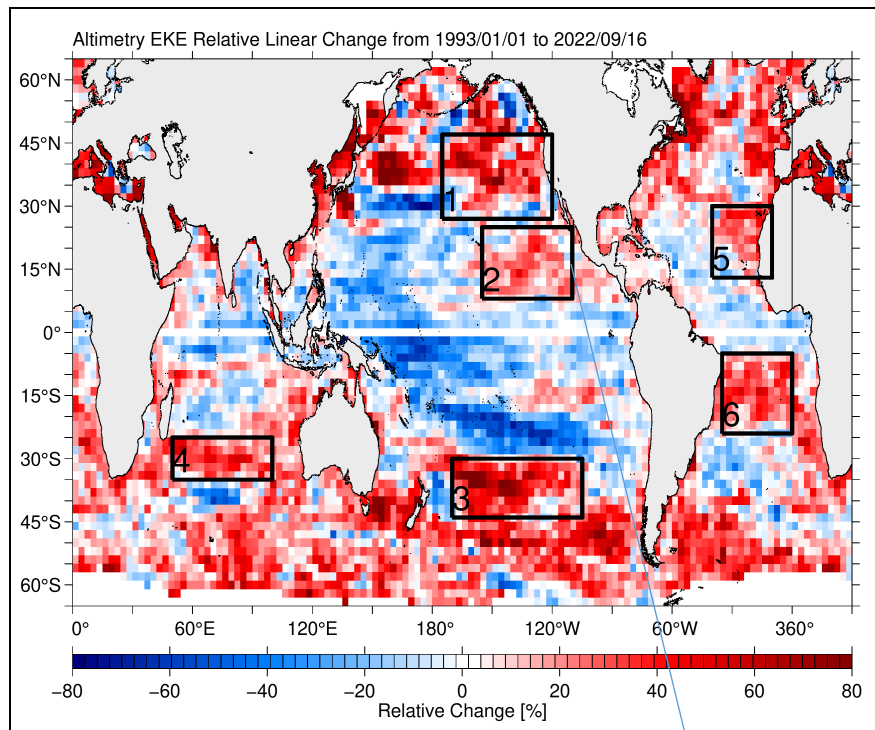 Altimetry EKE Relative Linear Change from 1993/01/01 to 2022/09/16
60°N
45°N
30°N
15°N
0°
15°S
30°S
45°S
60°S
1
2
5
6
4
3
0° 60°E 120°E 180° 120°W 60°W 360°
−80 −60 −40 −20 0 20 40 60 80
Relative Change [%]